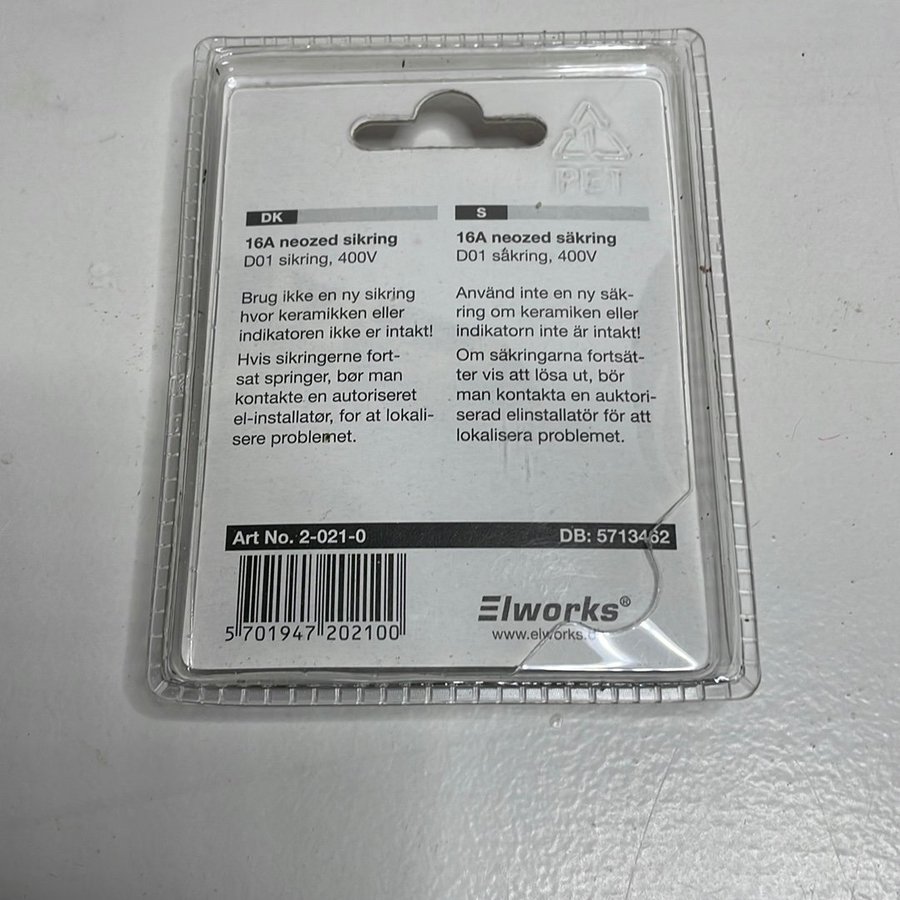 PET
DK
16A neozed sikring
D01 sikring, 400V
Brug ikke en ny sikring
hvor keramikken eller
indikatoren ikke er intakt!
Hvis sikringerne fort-
sat springer, bør man
kontakte en autoriseret
el-installatør, for at lokali-
sere problemet.
S
16A neozed säkring
D01 såkring, 400V
Använd inte en ny säk-
ring om keramiken eller
indikatorn inte är intakt!
Om säkringarna fortsät-
ter vis att lösa ut, bör
man kontakta en auktori-
serad elinstallatör för att
lokalisera problemet.
Art No. 2-021-0 DB: 5713462
5 701947 202100
Elworks®
www.elworks.d